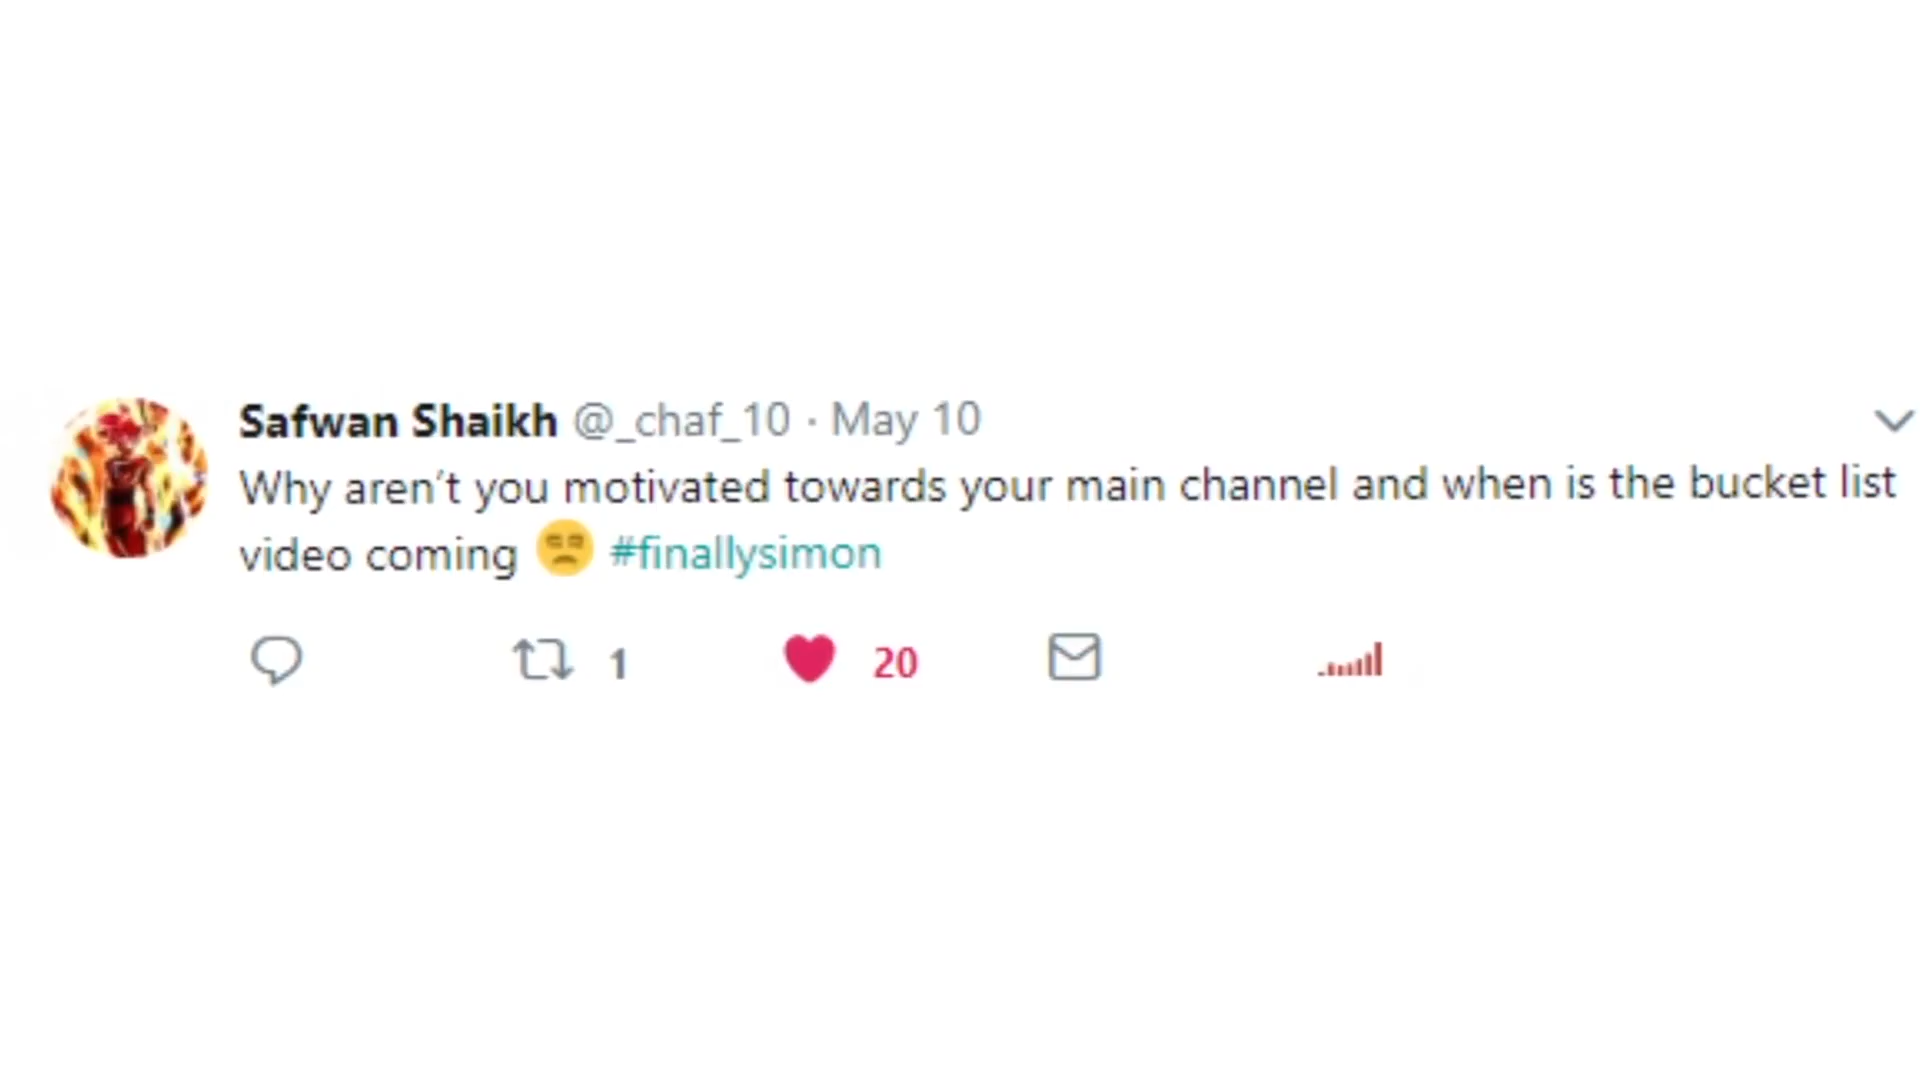 Safwan Shaikh @_chaf_10 · May 10
Why aren’t you motivated towards your main channel and when is the bucket list
video coming 😒 #finallysimon
1 20